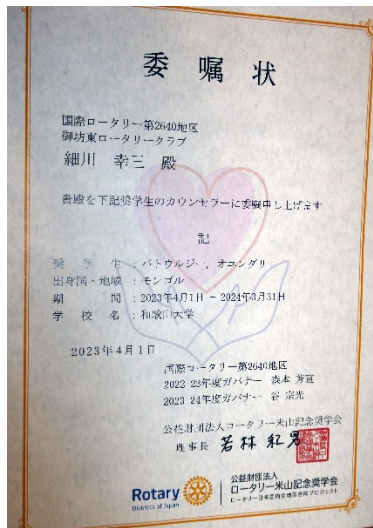 委嘱状
国際ロータリー第2640地区
御坊東ロータリークラブ
細川 幸三 殿
貴殿を下記奨学生のカウンセラーに委嘱申し上げます
記
奨学生：バトウルジー，オユンダリ
出身国・地域：モンゴル
期間：2023年4月1日 - 2024年3月31日
学校名：和歌山大学
2023年4月1日
国際ロータリー第2640地区
2022-23年度ガバナー 森本 芳宣
2023-24年度ガバナー 谷 宗光
公益財団法人ロータリー米山記念奨学会
理事長 若林 紀男
Rotary
Districts of Japan
公益財団法人
ロータリー米山記念奨学会